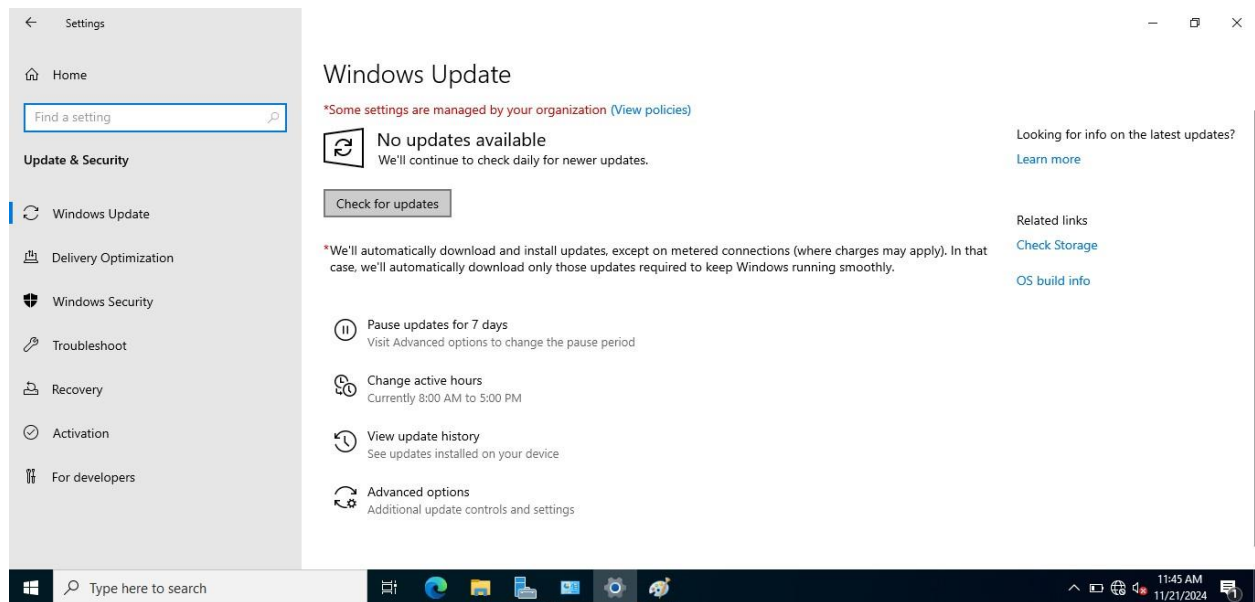 Settings
Home
Find a setting
Update & Security
Windows Update
Delivery Optimization
Windows Security
Troubleshoot
Recovery
Activation
For developers
Windows Update
*Some settings are managed by your organization (View policies)
No updates available
We'll continue to check daily for newer updates.
Check for updates
*We'll automatically download and install updates, except on metered connections (where charges may apply). In that
case, we'll automatically download only those updates required to keep Windows running smoothly.
Pause updates for 7 days
Visit Advanced options to change the pause period
Change active hours
Currently 8:00 AM to 5:00 PM
View update history
See updates installed on your device
Advanced options
Additional update controls and settings
Looking for info on the latest updates?
Learn more
Related links
Check Storage
OS build info
Type here to search
11:45 AM
11/21/2024
1